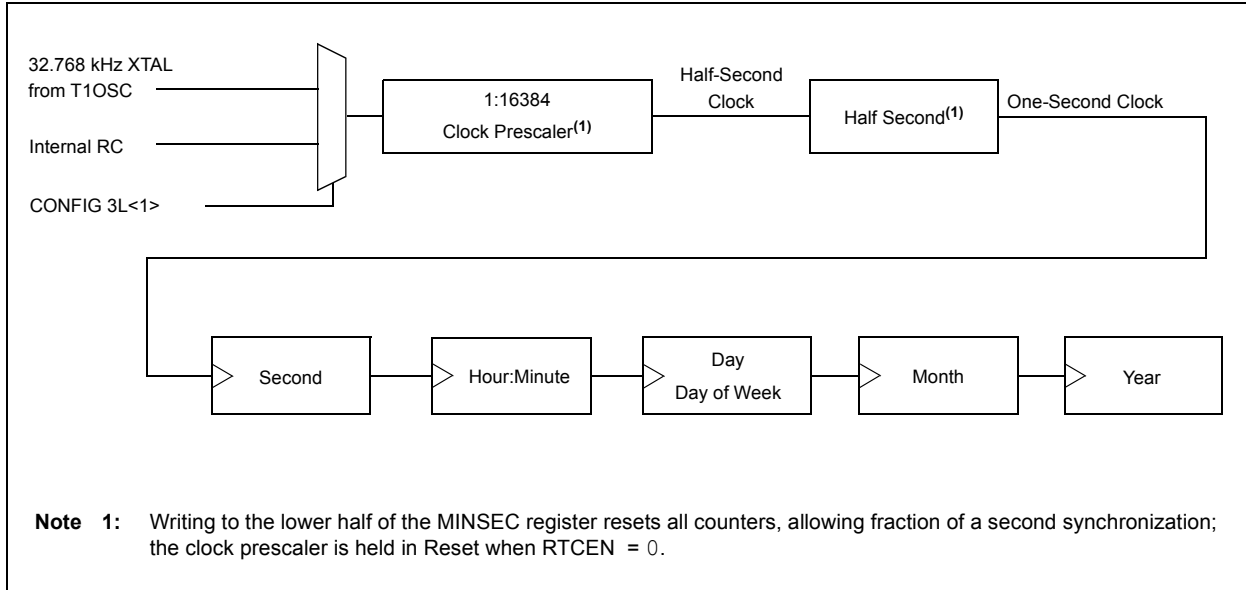 32.768 kHz XTAL
from T1OSC
Internal RC
CONFIG 3L<1>
1:16384
Clock Prescaler(1)
Half-Second
Clock
Half Second(1)
One-Second Clock
Second
Hour:Minute
Day
Day of Week
Month
Year
Note 1: Writing to the lower half of the MINSEC register resets all counters, allowing fraction of a second synchronization;
the clock prescaler is held in Reset when RTCEN = 0.